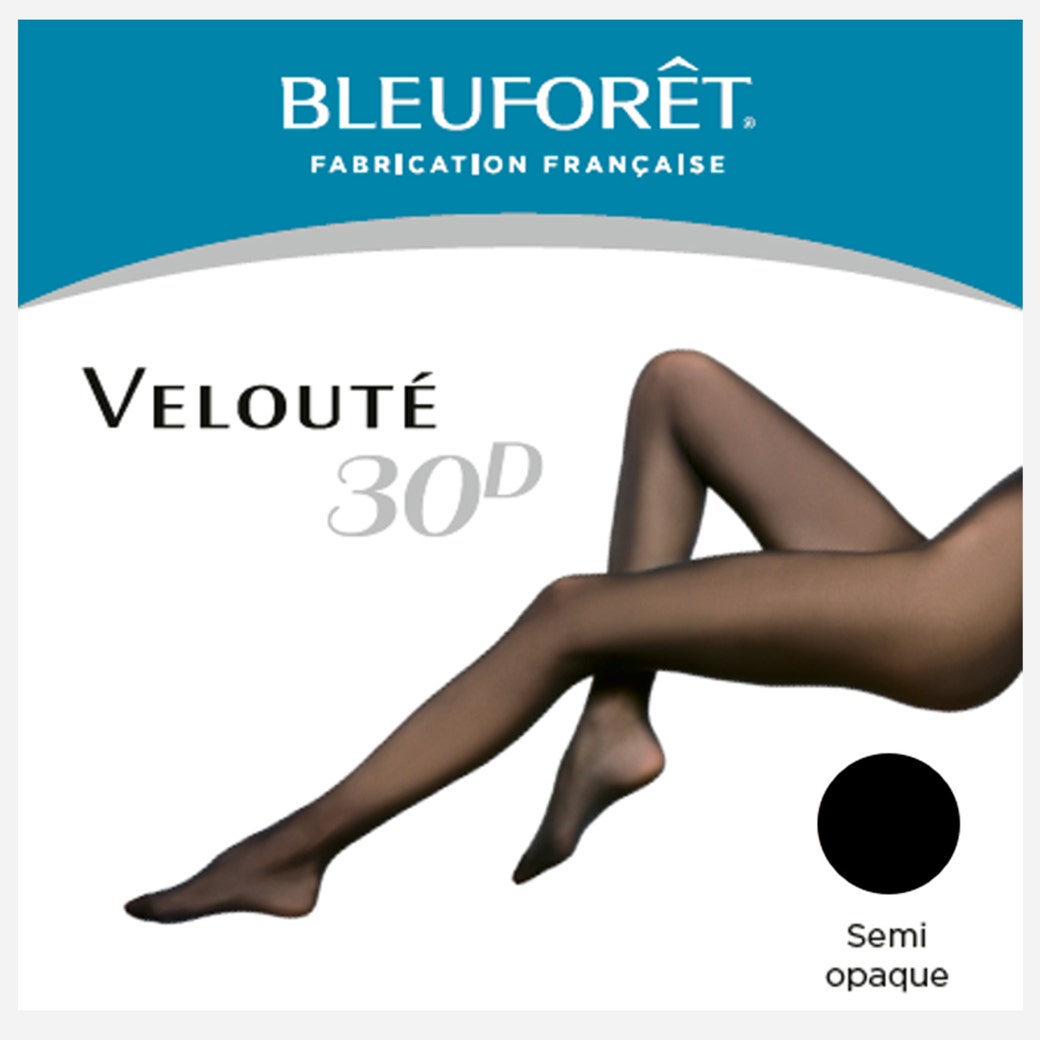 BLEUFORÊT®
FABRICATION FRANÇAISE
VELOUTÉ
30D
Semi
opaque